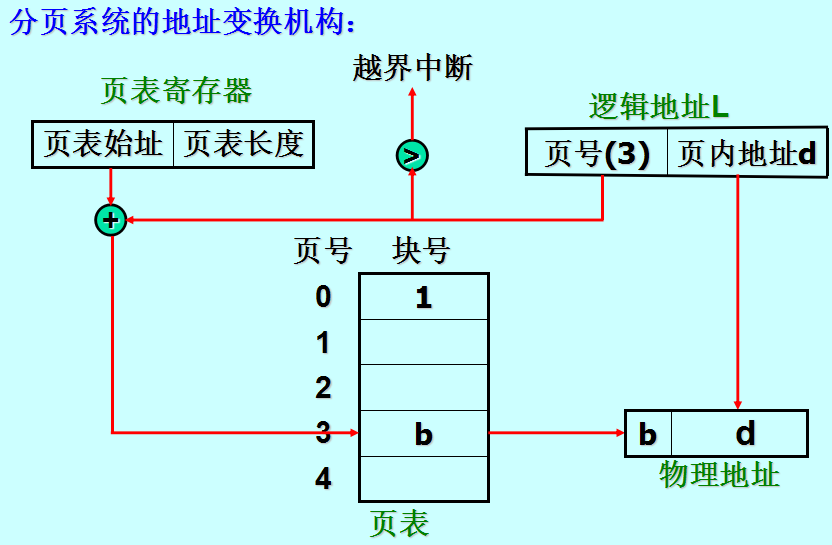 分页系统的地址变换机构：
越界中断
页表寄存器
逻辑地址L
页表始址 页表长度
>
页号(3) 页内地址d
+
页号 块号
0 1
1
2
3 b
b d
4
物理地址
页表